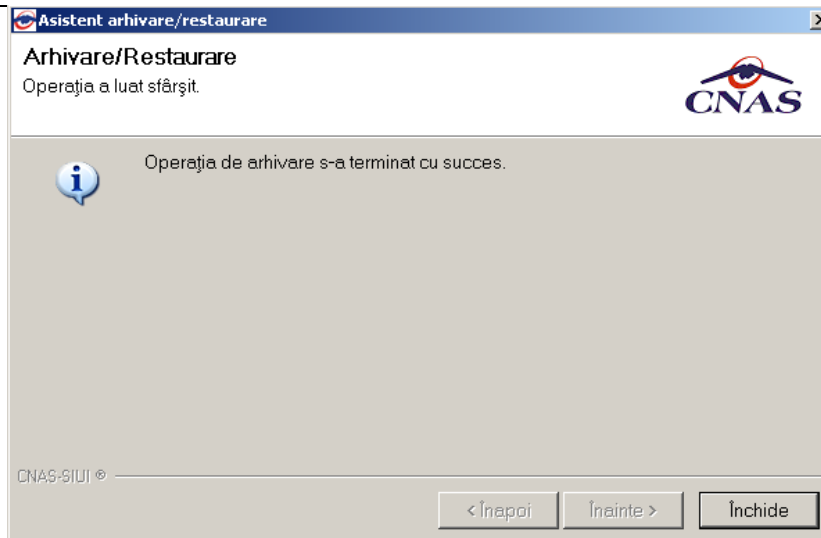 Asistent arhivare/restaurare
Arhivare/Restaurare
Operaţia a luat sfârşit.
CNAS
Operaţia de arhivare s-a terminat cu succes.
CNAS-SIUI ®
< Înapoi
Înainte >
Închide